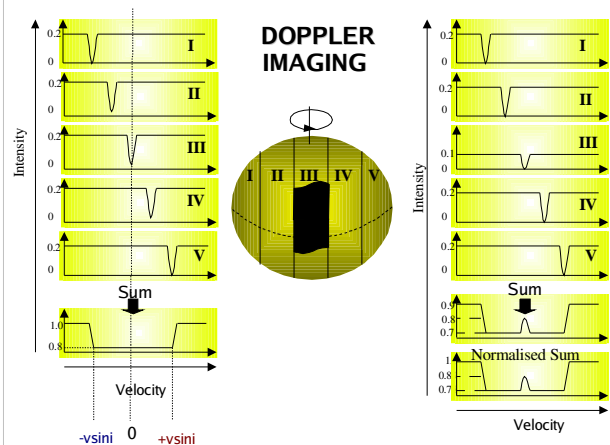 DOPPLER
IMAGING
Intensity
0.2
0
I
0.2
0
II
0.2
0
III
0.2
0
IV
0.2
0
V
Sum
1.0
0.8
Velocity
-vsini
0
+vsini
I
II
III
IV
V
Intensity
0.2
0
I
0.2
0
II
0.1
0
III
0.2
0
IV
0.2
0
V
Sum
0.9
0.8
0.7
Normalised Sum
1
0.8
0.7
Velocity